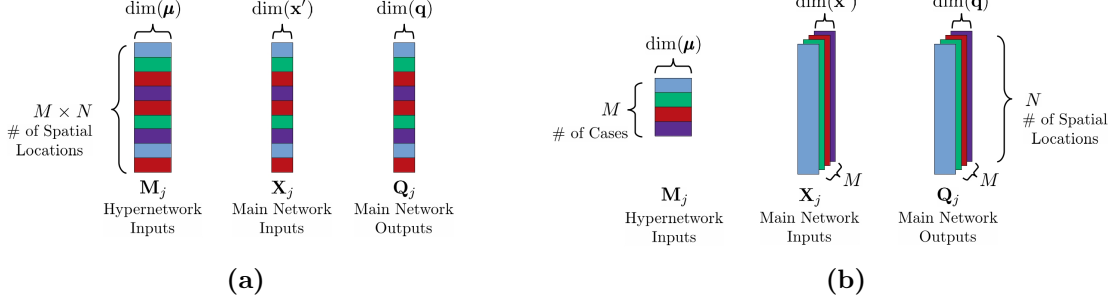 dim(μ)
dim(x′)
dim(q)
M × N
# of Spatial
Locations
M_j
Hypernetwork
Inputs
X_j
Main Network
Inputs
Q_j
Main Network
Outputs
(a)
dim(x′)
dim(q)
dim(μ)
M
# of Cases
N
# of Spatial
Locations
M
M
M_j
Hypernetwork
Inputs
X_j
Main Network
Inputs
Q_j
Main Network
Outputs
(b)